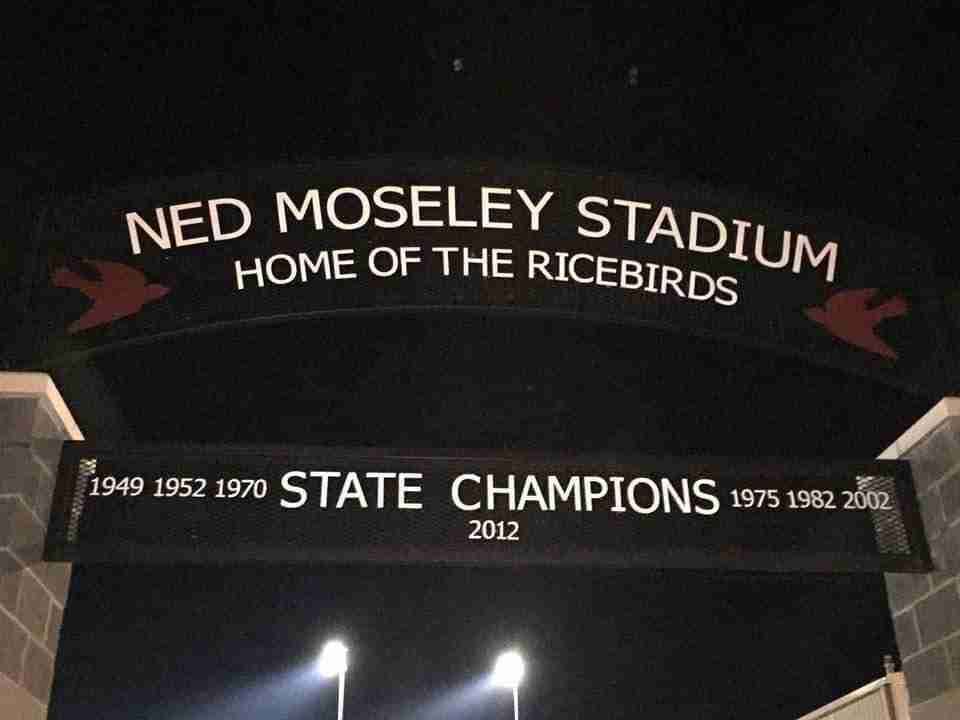 NED MOSELEY STADIUM
HOME OF THE RICEBIRDS
1949 1952 1970 STATE CHAMPIONS 1975 1982 2002
2012